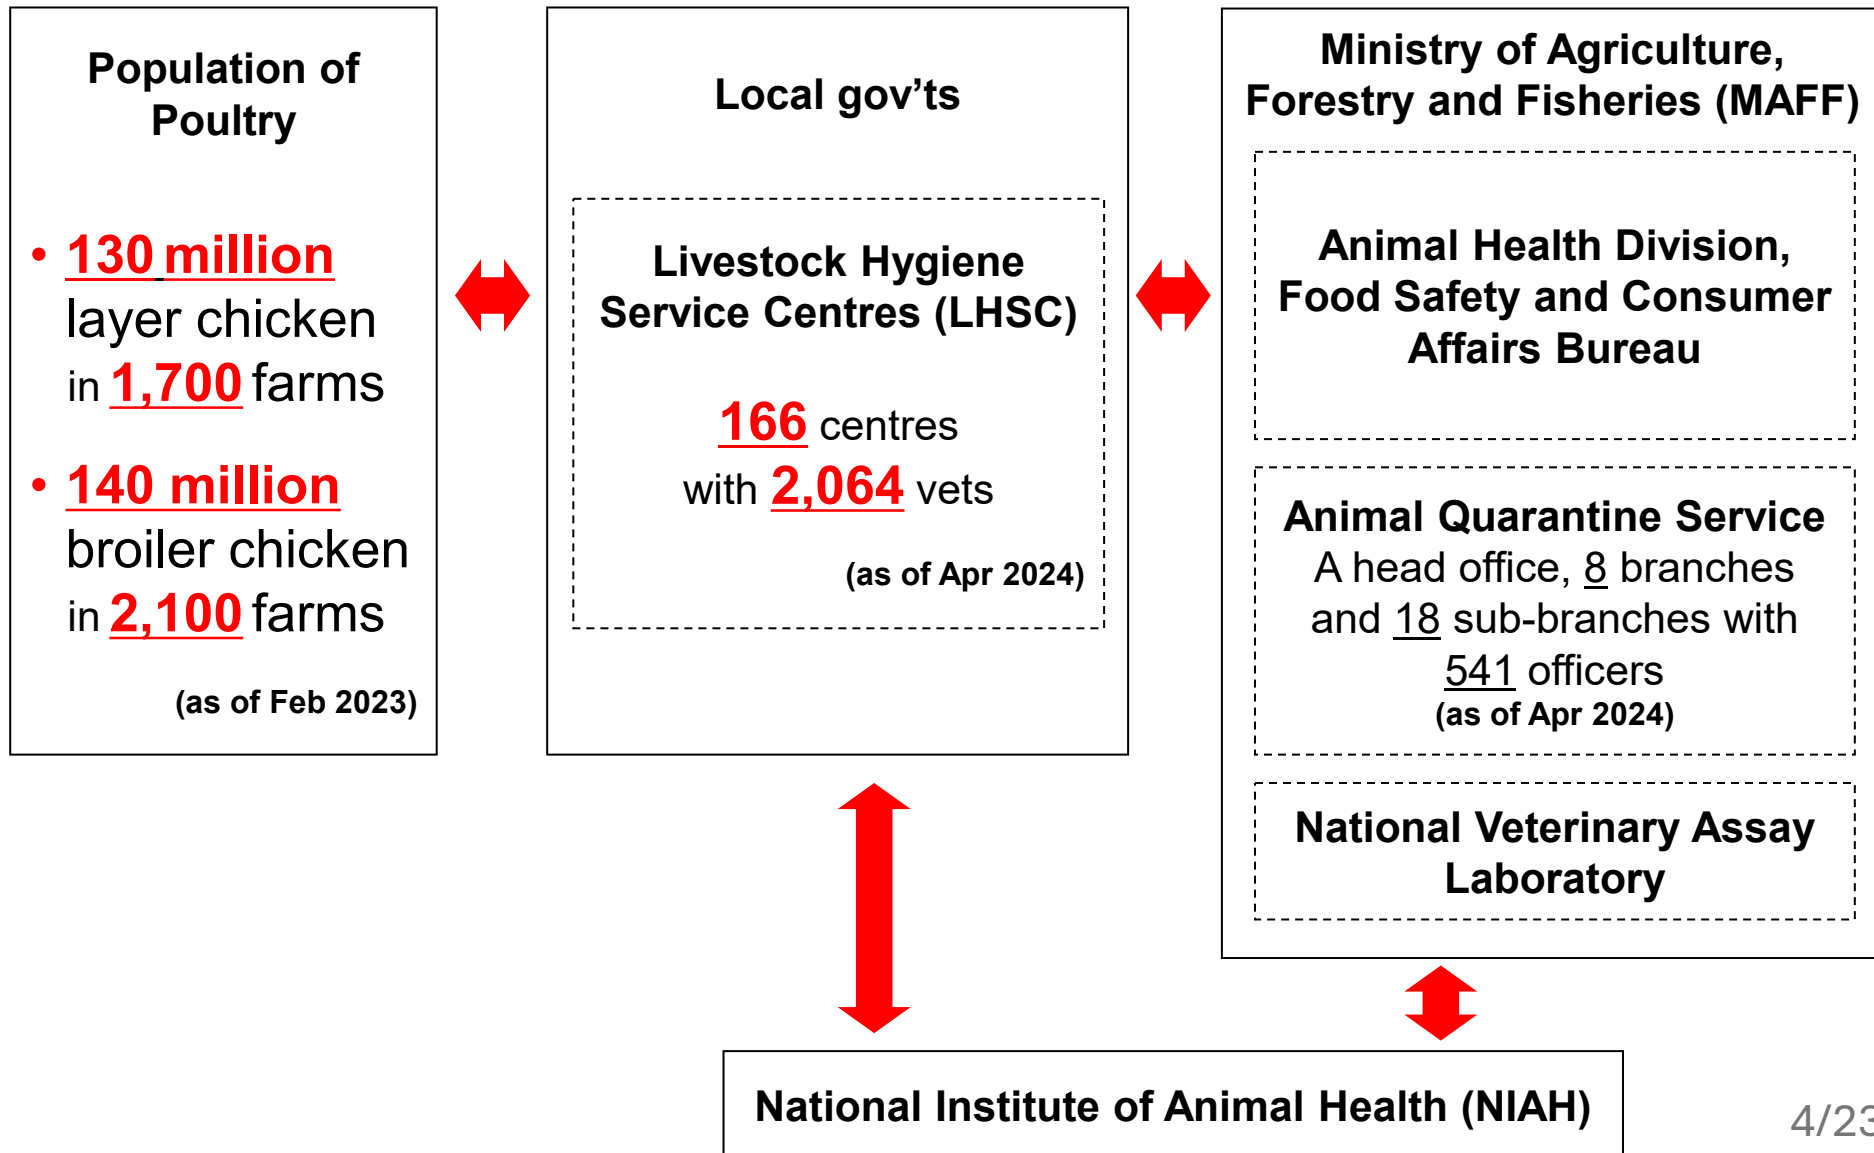 Population of
Poultry
• 130 million
layer chicken
in 1,700 farms
• 140 million
broiler chicken
in 2,100 farms
(as of Feb 2023)
Local gov’ts
Livestock Hygiene
Service Centres (LHSC)
166 centres
with 2,064 vets
(as of Apr 2024)
Ministry of Agriculture,
Forestry and Fisheries (MAFF)
Animal Health Division,
Food Safety and Consumer
Affairs Bureau
Animal Quarantine Service
A head office, 8 branches
and 18 sub-branches with
541 officers
(as of Apr 2024)
National Veterinary Assay
Laboratory
National Institute of Animal Health (NIAH)
4/23